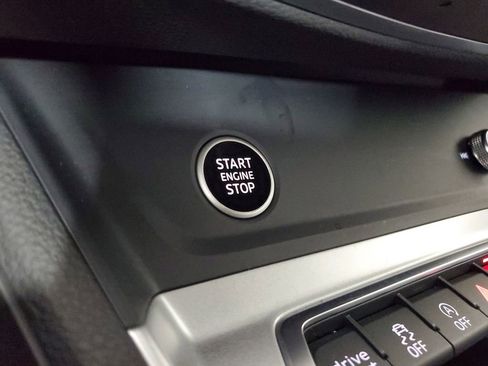 START
ENGINE
STOP
OFF
OFF
drive